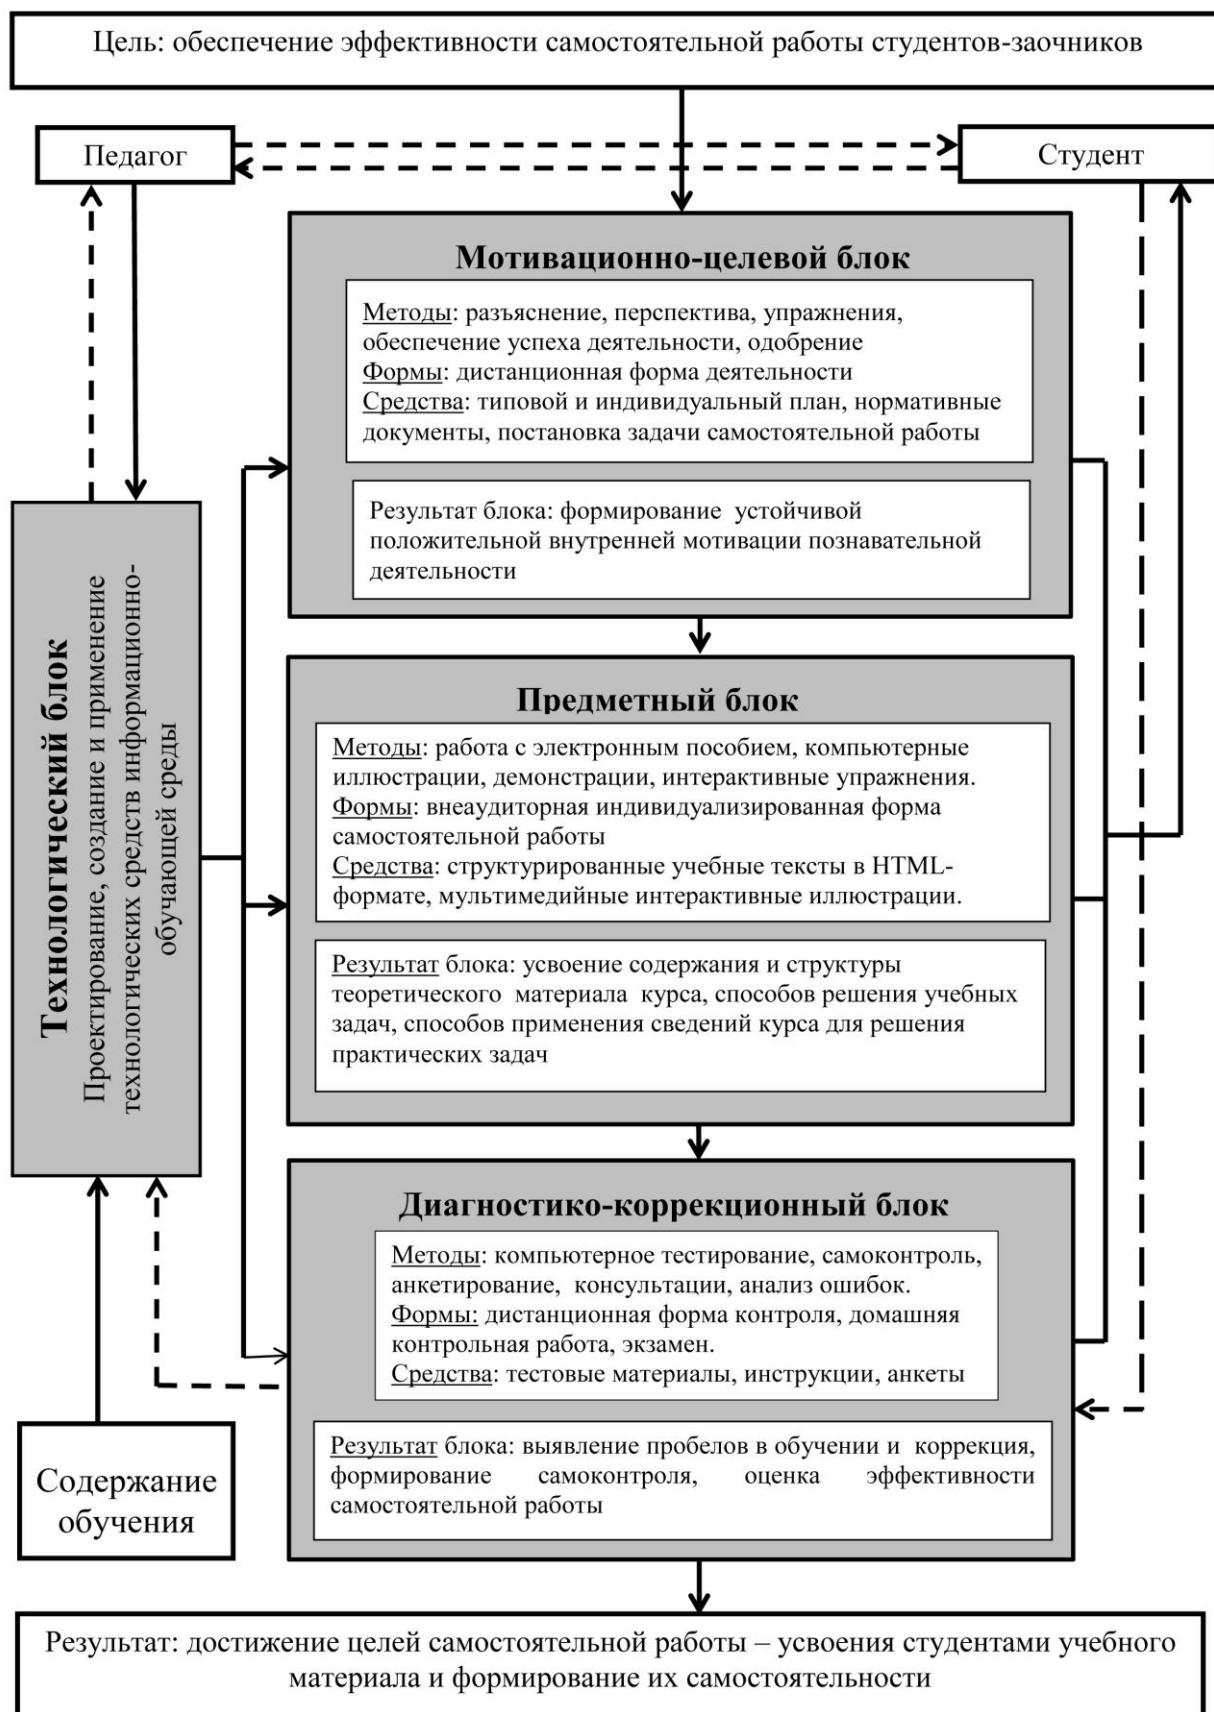 Цель: обеспечение эффективности самостоятельной работы студентов-заочников
Педагог
Студент
Мотивационно-целевой блок
Методы: разъяснение, перспектива, упражнения,
обеспечение успеха деятельности, одобрение
Формы: дистанционная форма деятельности
Средства: типовой и индивидуальный план, нормативные
документы, постановка задачи самостоятельной работы
Результат блока: формирование устойчивой
положительной внутренней мотивации познавательной
деятельности
Технологический блок
Проектирование, создание и применение
технологических средств информационно-
обучающей среды
Предметный блок
Методы: работа с электронным пособием, компьютерные
иллюстрации, демонстрации, интерактивные упражнения.
Формы: внеаудиторная индивидуализированная форма
самостоятельной работы
Средства: структурированные учебные тексты в HTML-
формате, мультимедийные интерактивные иллюстрации.
Результат блока: усвоение содержания и структуры
теоретического материала курса, способов решения учебных
задач, способов применения сведений курса для решения
практических задач
Диагностико-коррекционный блок
Методы: компьютерное тестирование, самоконтроль,
анкетирование, консультации, анализ ошибок.
Формы: дистанционная форма контроля, домашняя
контрольная работа, экзамен.
Средства: тестовые материалы, инструкции, анкеты
Результат блока: выявление пробелов в обучении и коррекция,
формирование самоконтроля, оценка эффективности
самостоятельной работы
Содержание
обучения
Результат: достижение целей самостоятельной работы – усвоения студентами учебного
материала и формирование их самостоятельности